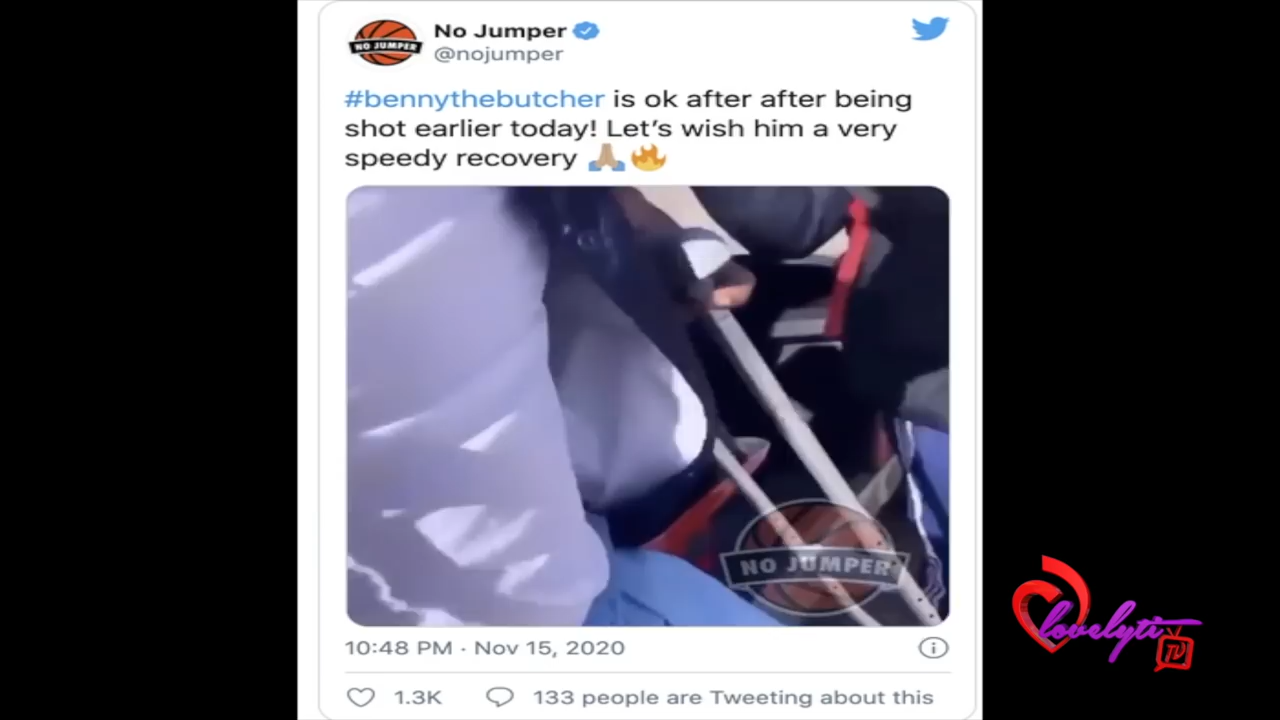 No Jumper
NO JUMPER
@nojumper
#bennythebutcher is ok after after being
shot earlier today! Let's wish him a very
speedy recovery 🙏🏽🔥
NO JUMPER
10:48 PM · Nov 15, 2020
1.3K 133 people are Tweeting about this
lovelyti
TV